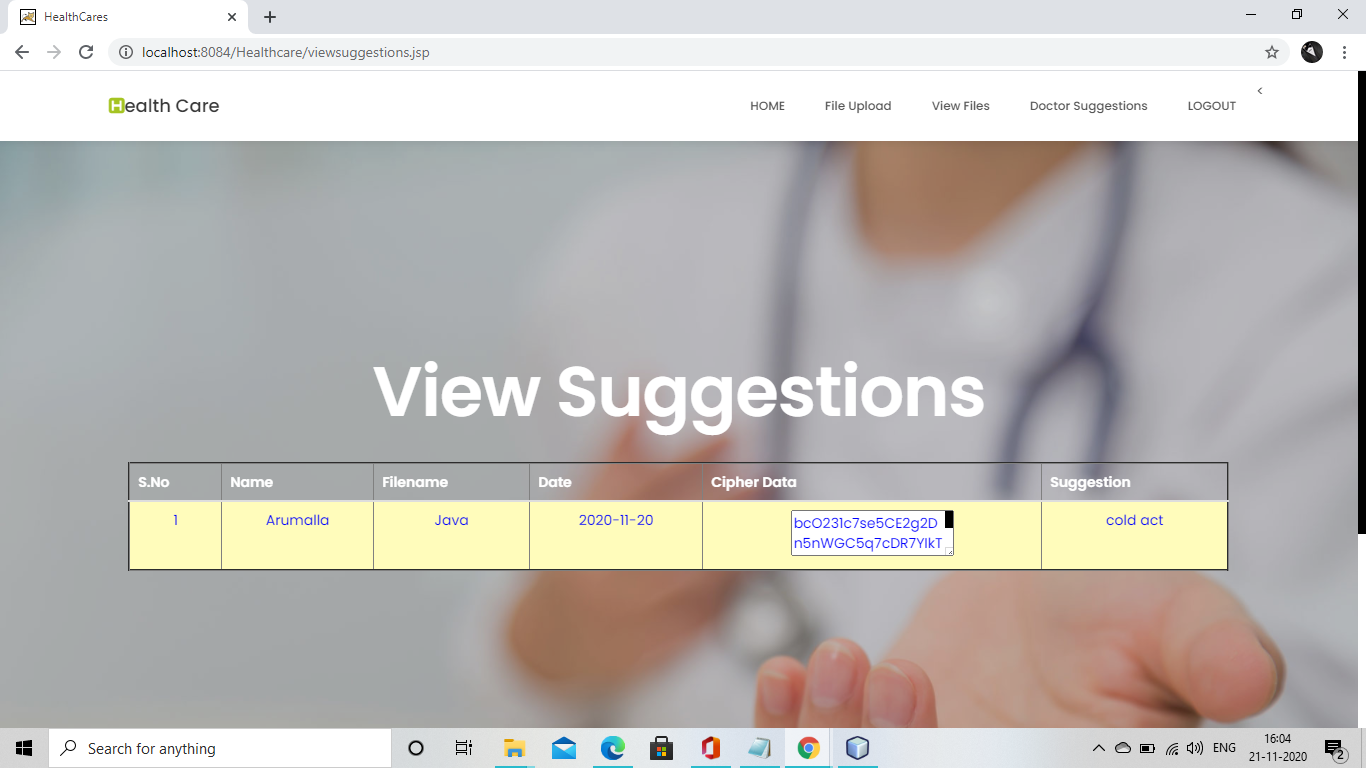 HealthCares
localhost:8084/Healthcare/viewsuggestions.jsp
Health Care
HOME File Upload View Files Doctor Suggestions LOGOUT <
View Suggestions
S.No Name Filename Date Cipher Data Suggestion
1 Arumalla Java 2020-11-20 bcO231c7se5CE2g2D cold act
n5nWGC5q7cDR7YIkT
Search for anything
ENG
16:04
21-11-2020
2